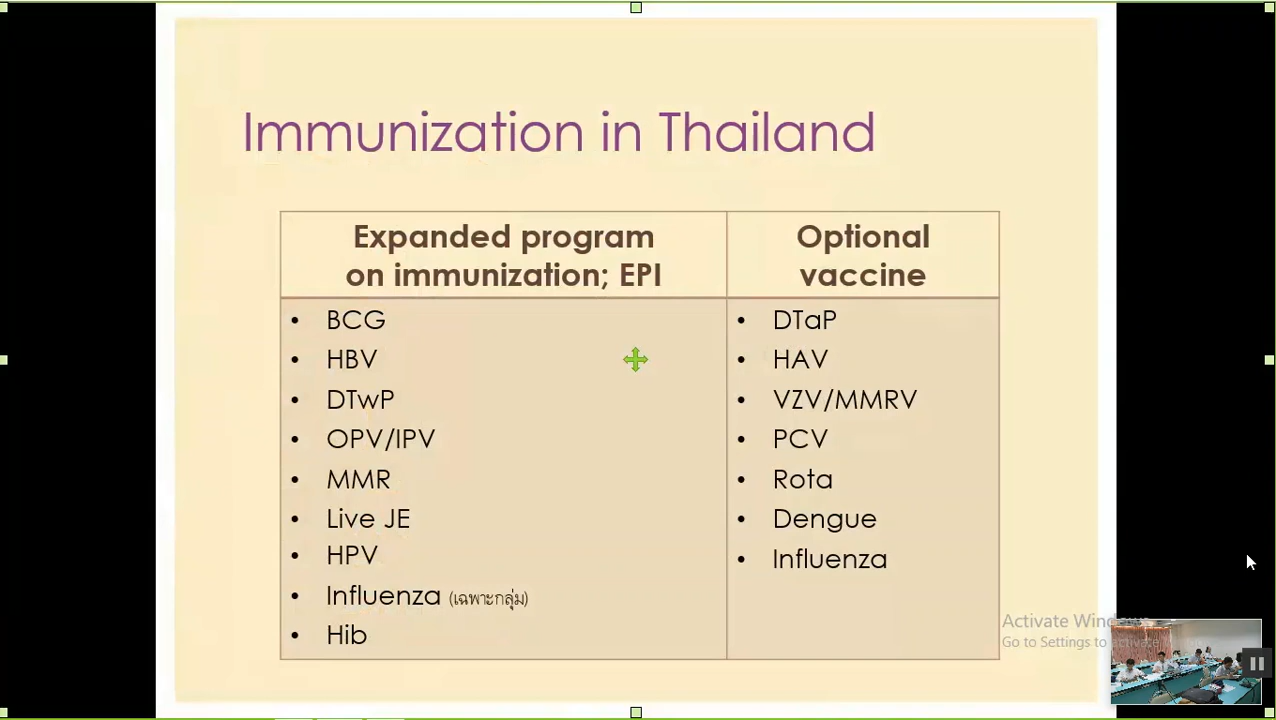 Immunization in Thailand
Expanded program
on immunization; EPI
Optional
vaccine
• BCG
• HBV
• DTwP
• OPV/IPV
• MMR
• Live JE
• HPV
• Influenza (เฉพาะกลุ่ม)
• Hib
• DTaP
• HAV
• VZV/MMRV
• PCV
• Rota
• Dengue
• Influenza
Activate Windows
Go to Settings to activate